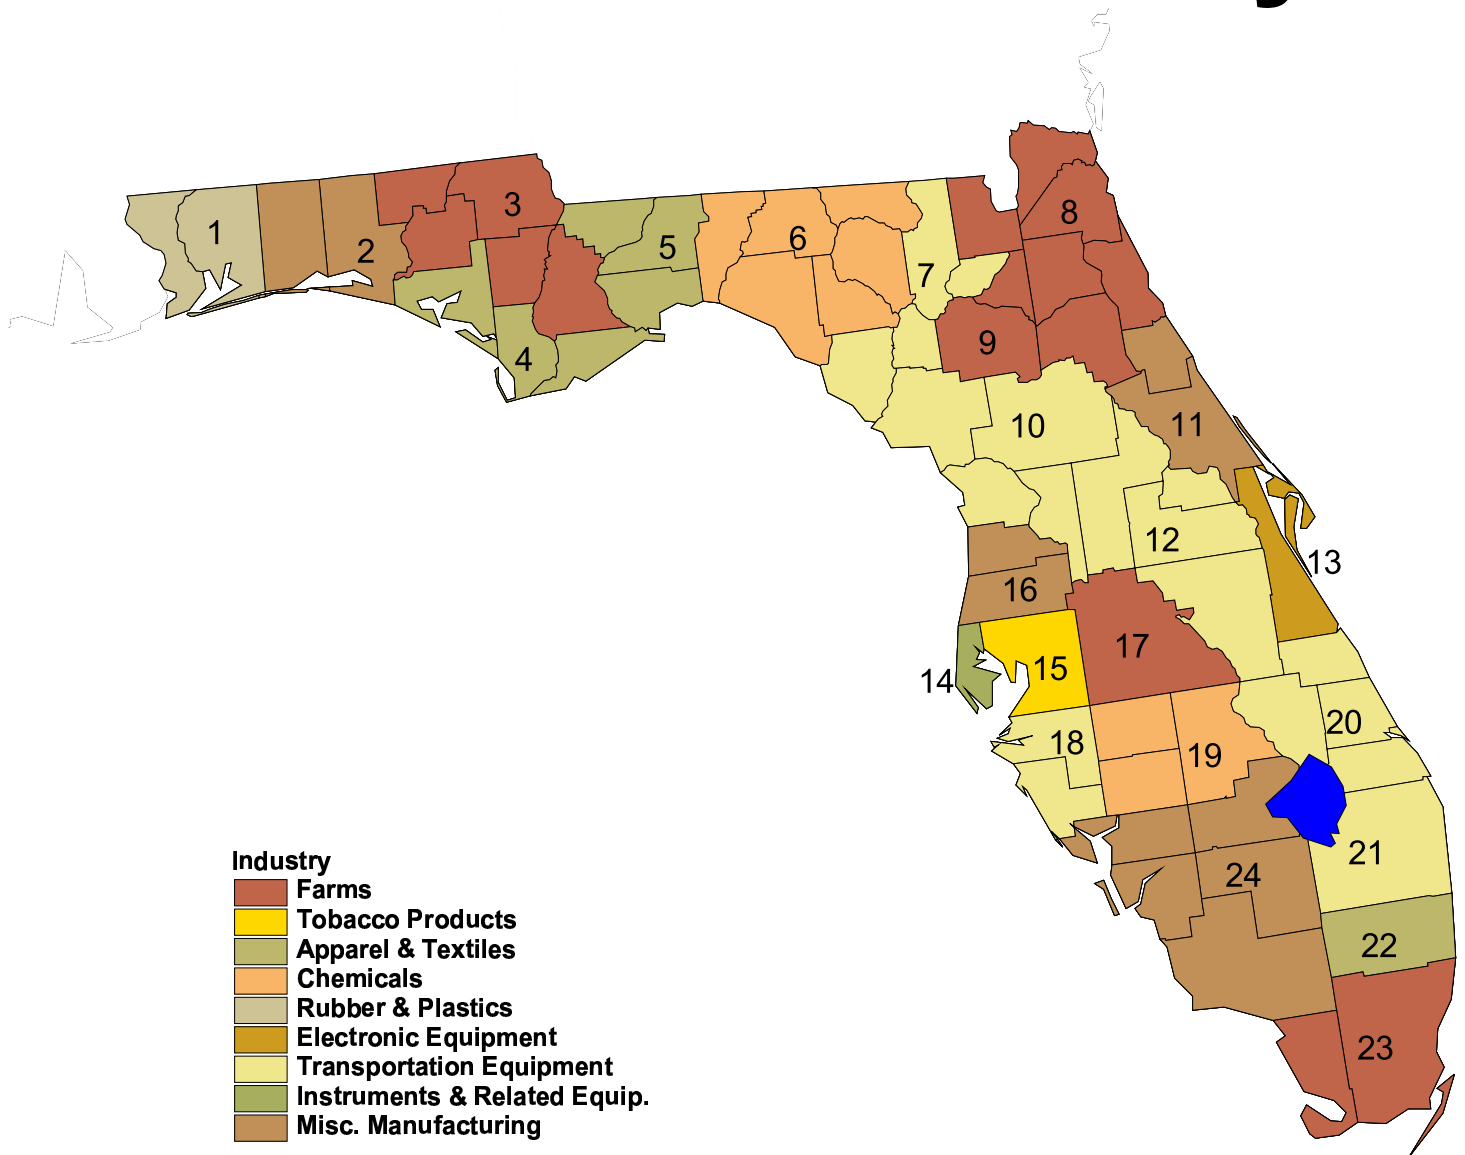 3
8
1
5
6
2
7
9
4
10
11
12
13
16
17
15
14
20
18
19
21
24
22
23
Industry
Farms
Tobacco Products
Apparel & Textiles
Chemicals
Rubber & Plastics
Electronic Equipment
Transportation Equipment
Instruments & Related Equip.
Misc. Manufacturing